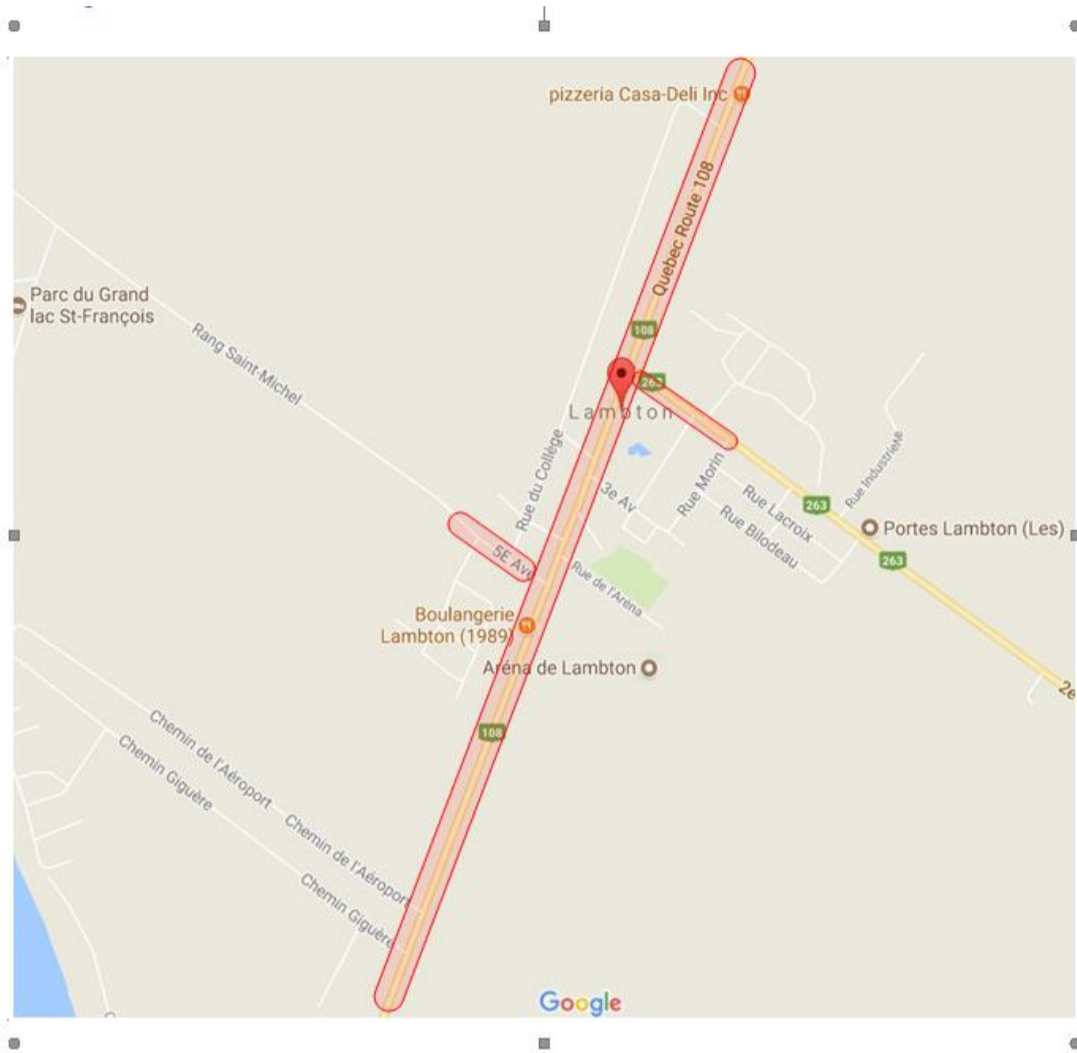 pizzeria Casa-Deli Inc
Quebec Route 108
Parc du Grand
lac St-François
108
Rang Saint-Michel
263
Lambton
Rue du Collège
3e Av
Rue Morin
Rue Industrielle
Rue Lacroix
263
Rue Bilodeau
Portes Lambton (Les)
5E Ave
263
Rue de l'Aréna
Boulangerie
Lambton (1989)
Aréna de Lambton
2e
108
Chemin de l'Aéroport
Chemin Giguère
Chemin de l'Aéroport
Chemin Giguère
Google